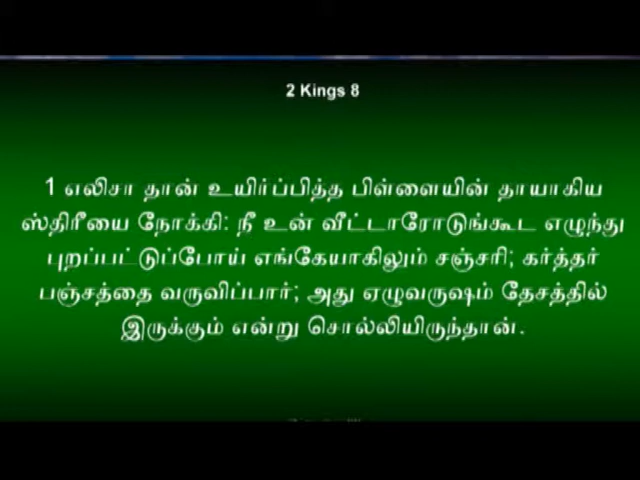 2 Kings 8
1 எலிசா தான் உயிர்ப்பித்த பிள்ளையின் தாயாகிய
ஸ்திரீயை நோக்கி: நீ உன் வீட்டாரோடுங்கூட எழுந்து
புறப்பட்டுப்போய் எங்கேயாகிலும் சஞ்சரி; கர்த்தர்
பஞ்சத்தை வருவிப்பார்; அது ஏழுவருஷம் தேசத்தில்
இருக்கும் என்று சொல்லியிருந்தான்.